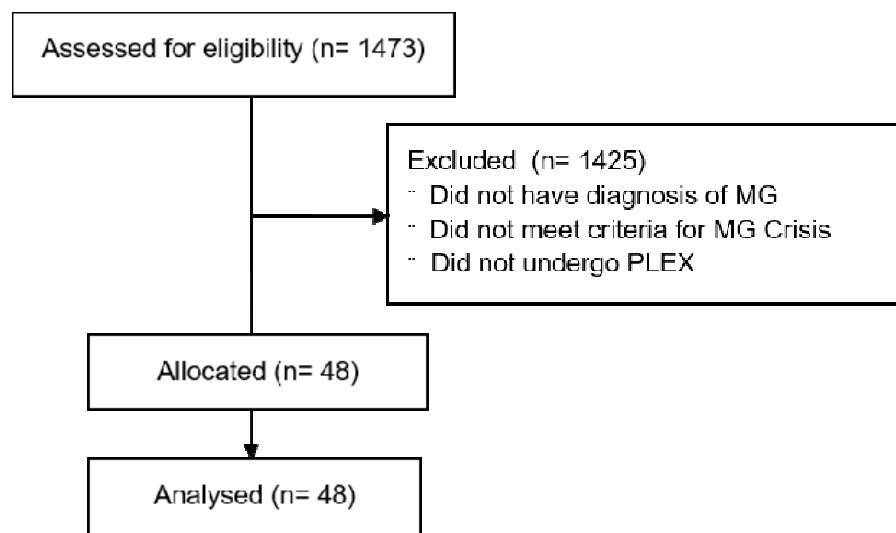 Assessed for eligibility (n= 1473)
Excluded (n= 1425)
¨ Did not have diagnosis of MG
¨ Did not meet criteria for MG Crisis
¨ Did not undergo PLEX
Allocated (n= 48)
Analysed (n= 48)